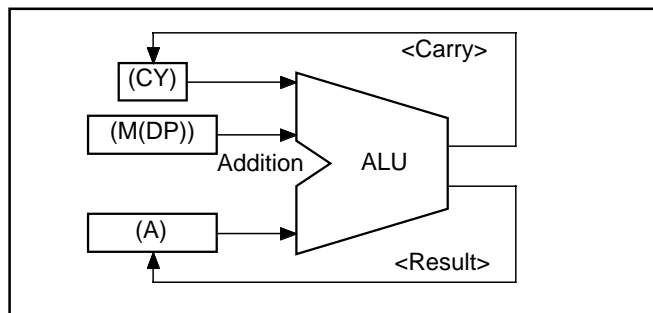 <Carry>
(CY)
(M(DP))
Addition
ALU
(A)
<Result>